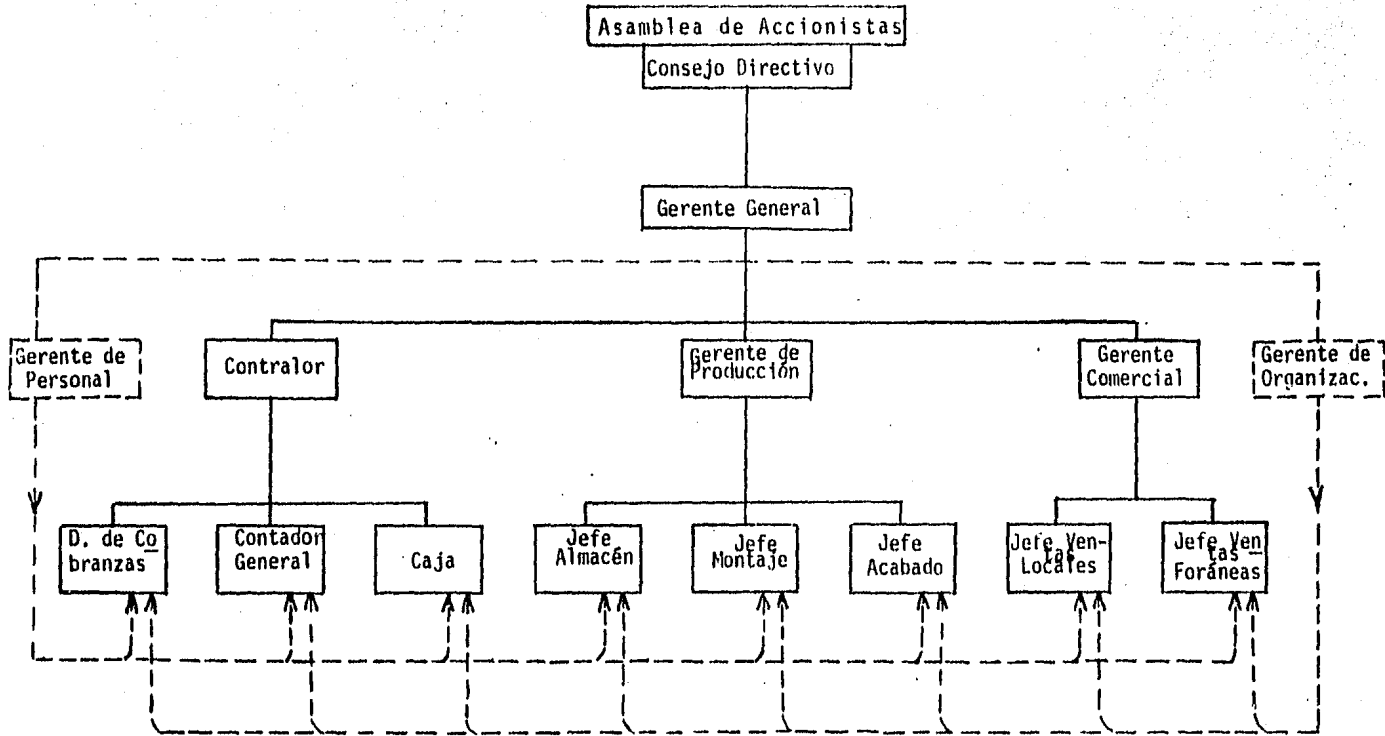 Asamblea de Accionistas
Consejo Directivo
Gerente General
Gerente de
Personal
Contralor
Gerente de
Producción
Gerente
Comercial
Gerente de
Organizac.
D. de Co
branzas
Contador
General
Caja
Jefe
Almacén
Jefe
Montaje
Jefe
Acabado
Jefe Ven-
tas
Locales
Jefe Ven
tas -
Foráneas